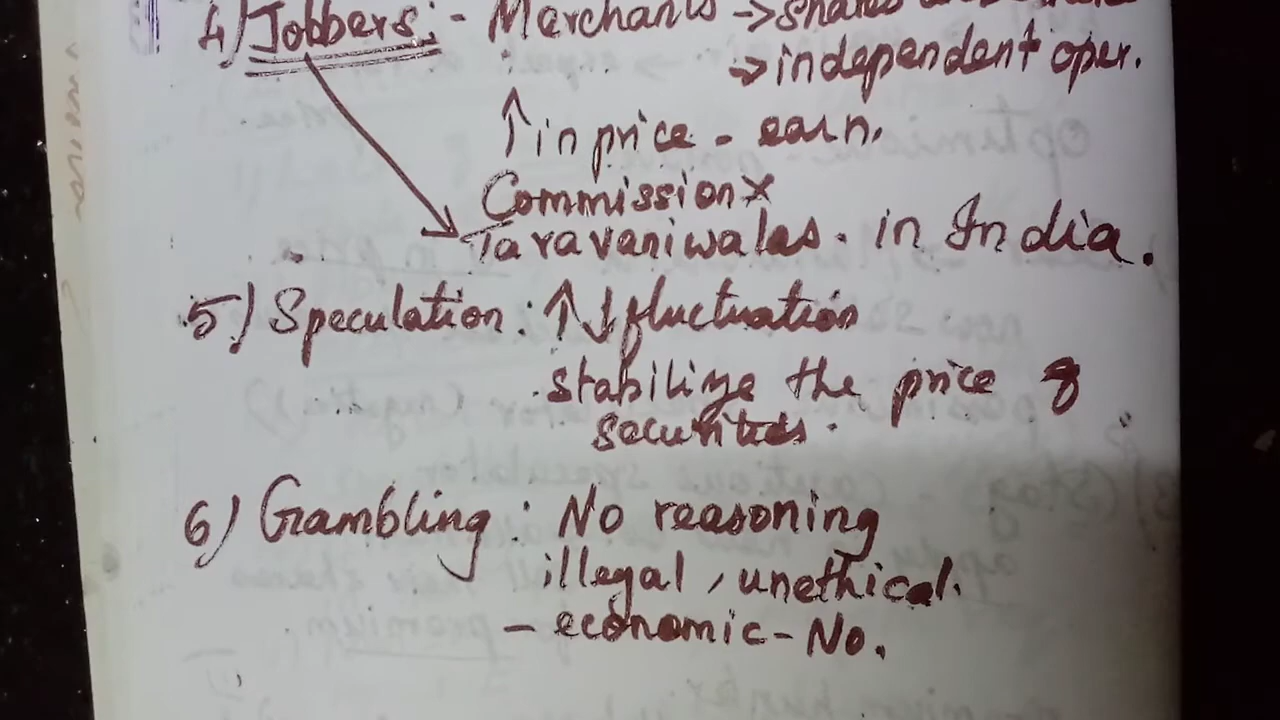 4) Jobbers :- Merchants → shares
→ independent oper.
↑ in price - earn.
Commission X
Taravaniwalas. in India.
5) Speculation : ↑↓ fluctuation
stabilize the price of
securities.
6) Gambling : No reasoning
illegal, unethical.
- economic - No.